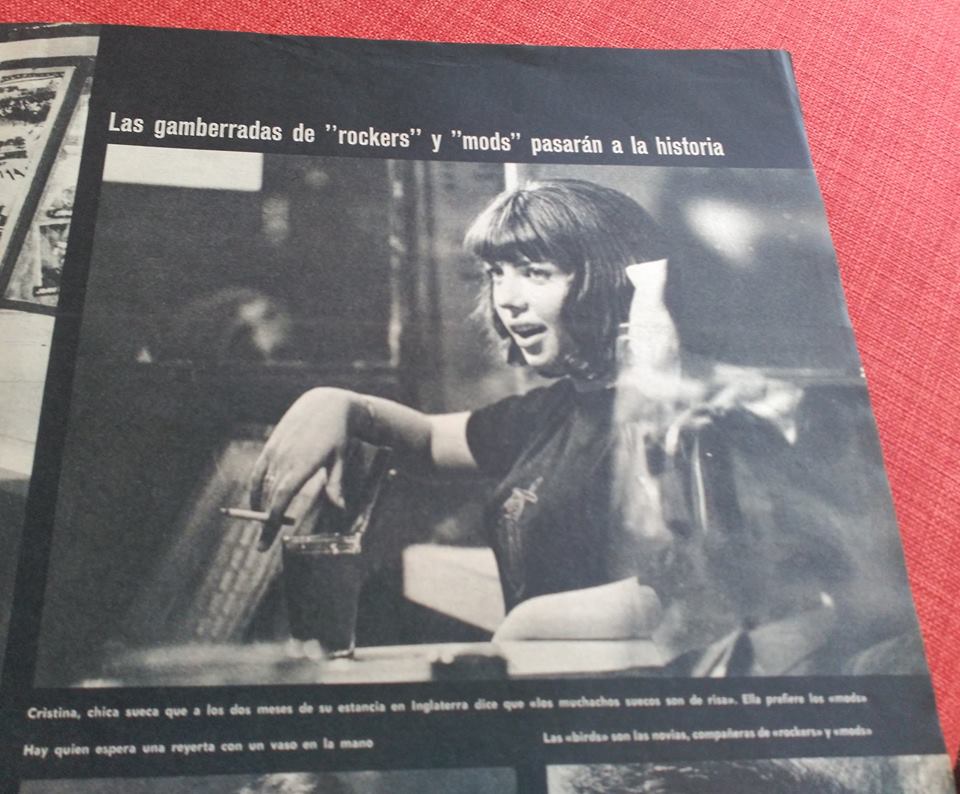 Las gamberradas de "rockers" y "mods" pasarán a la historia
Cristina, chica sueca que a los dos meses de su estancia en Inglaterra dice que «los muchachos suecos son de risa». Ella prefiere los «mods»
Hay quien espera una reyerta con un vaso en la mano
Las «birds» son las novias, compañeras de «rockers» y «mods»